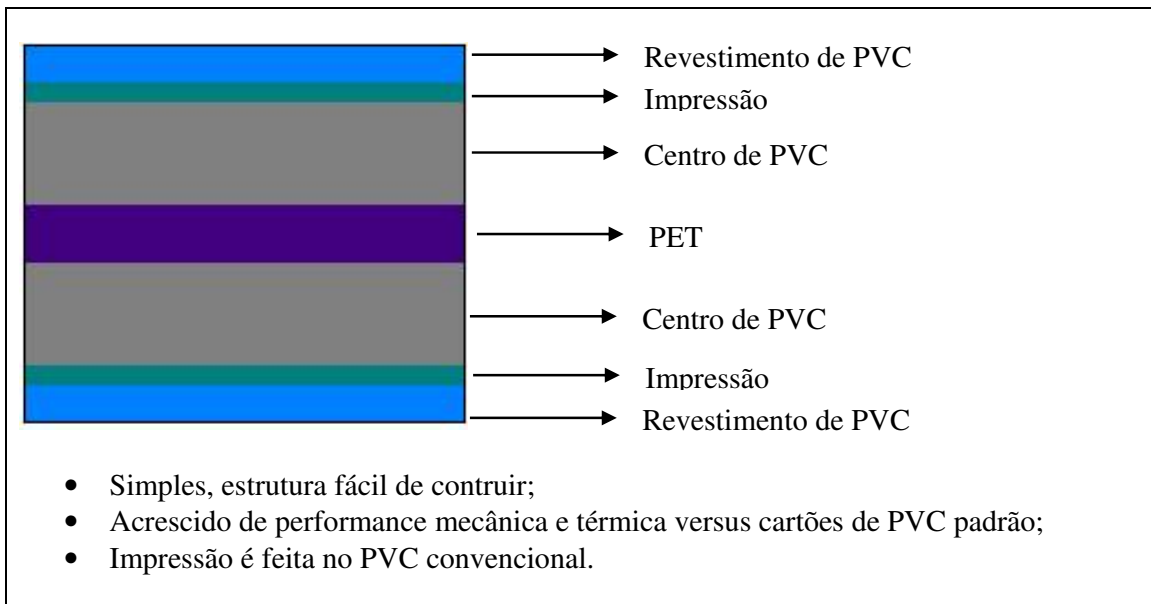 Revestimento de PVC
Impressão
Centro de PVC
PET
Centro de PVC
Impressão
Revestimento de PVC
• Simples, estrutura fácil de contruir;
• Acrescido de performance mecânica e térmica versus cartões de PVC padrão;
• Impressão é feita no PVC convencional.